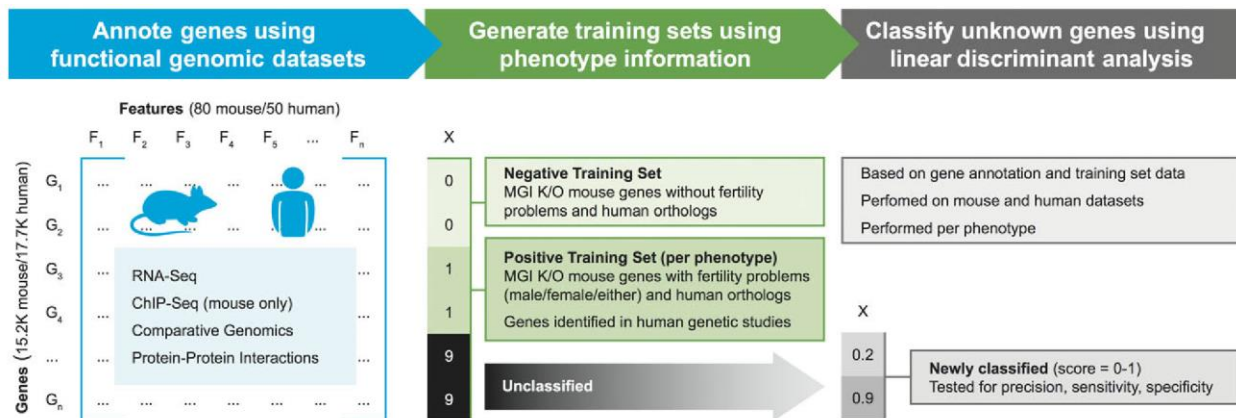 Annote genes using
functional genomic datasets
Generate training sets using
phenotype information
Classify unknown genes using
linear discriminant analysis
Features (80 mouse/50 human)
F1 F2 F3 F4 F5 ... Fn
Genes (15.2K mouse/17.7K human)
G1 ... ... ... ... ... ... ...
G2 ... ... ... ... ... ... ...
G3 ... ...
G4 ... ...
... ... ...
Gn ... ... ... ... ... ... ...
RNA-Seq
ChIP-Seq (mouse only)
Comparative Genomics
Protein-Protein Interactions
X
0
0
1
1
9
9
Negative Training Set
MGI K/O mouse genes without fertility
problems and human orthologs
Positive Training Set (per phenotype)
MGI K/O mouse genes with fertility problems
(male/female/either) and human orthologs
Genes identified in human genetic studies
Unclassified
Based on gene annotation and training set data
Perfomed on mouse and human datasets
Performed per phenotype
X
0.2
0.9
Newly classified (score = 0-1)
Tested for precision, sensitivity, specificity